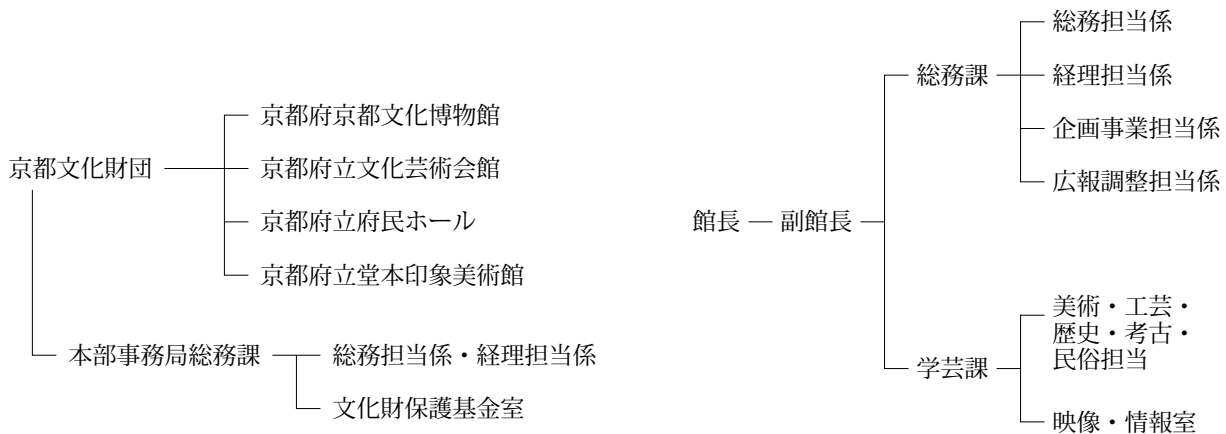 京都文化財団
京都府京都文化博物館
京都府立文化芸術会館
京都府立府民ホール
京都府立堂本印象美術館
本部事務局総務課
総務担当係・経理担当係
文化財保護基金室
館長
副館長
総務課
総務担当係
経理担当係
企画事業担当係
広報調整担当係
学芸課
美術・工芸・
歴史・考古・
民俗担当
映像・情報室